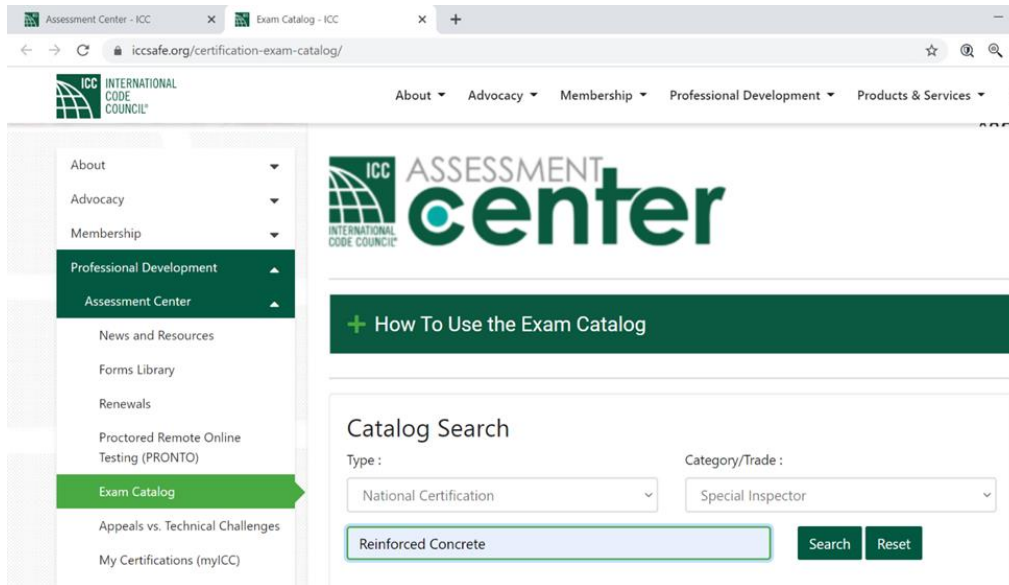 Assessment Center - ICC
Exam Catalog - ICC
iccsafe.org/certification-exam-catalog/
ICC INTERNATIONAL
CODE
COUNCIL®
About
Advocacy
Membership
Professional Development
Products & Services
About
Advocacy
Membership
Professional Development
Assessment Center
News and Resources
Forms Library
Renewals
Proctored Remote Online
Testing (PRONTO)
Exam Catalog
Appeals vs. Technical Challenges
My Certifications (myICC)
ICC
INTERNATIONAL
CODE COUNCIL®
ASSESSMENT
center
+ How To Use the Exam Catalog
Catalog Search
Type :
Category/Trade :
National Certification
Special Inspector
Reinforced Concrete
Search
Reset